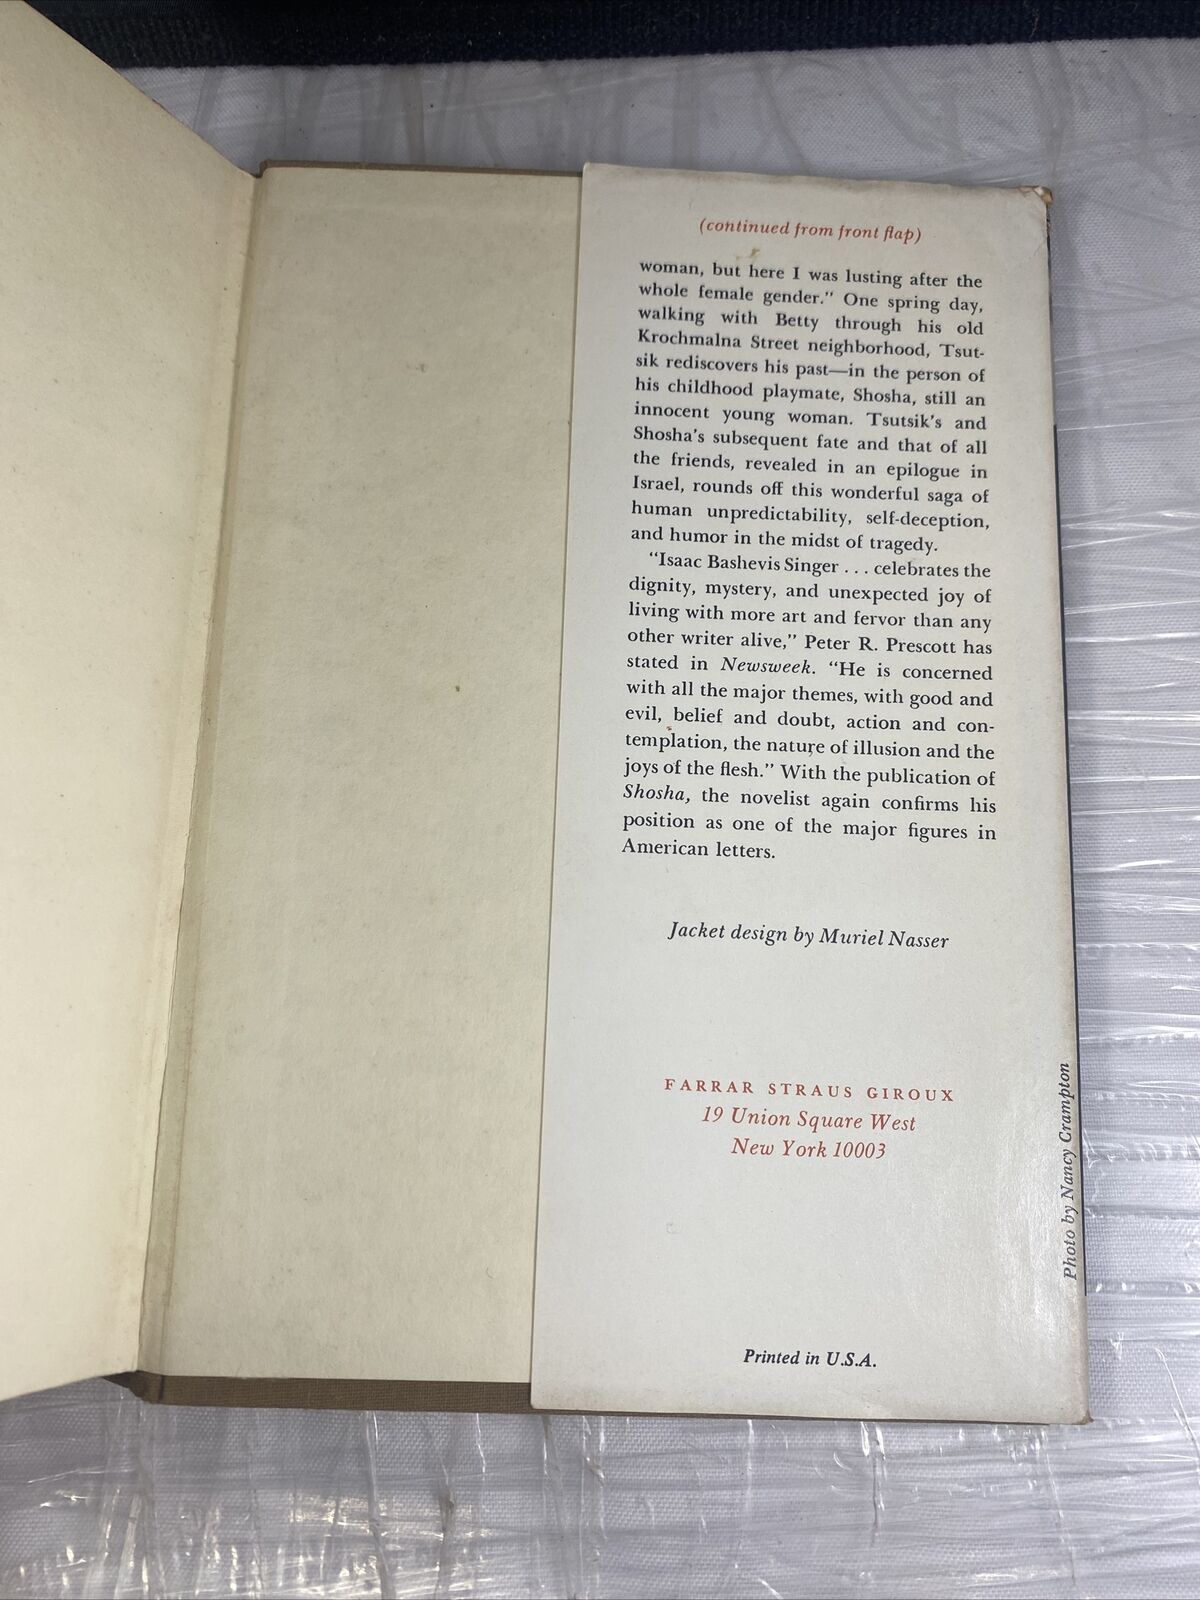 (continued from front flap)
woman, but here I was lusting after the
whole female gender." One spring day,
walking with Betty through his old
Krochmalna Street neighborhood, Tsut-
sik rediscovers his past—in the person of
his childhood playmate, Shosha, still an
innocent young woman. Tsutsik's and
Shosha's subsequent fate and that of all
the friends, revealed in an epilogue in
Israel, rounds off this wonderful saga of
human unpredictability, self-deception,
and humor in the midst of tragedy.
"Isaac Bashevis Singer . . . celebrates the
dignity, mystery, and unexpected joy of
living with more art and fervor than any
other writer alive," Peter R. Prescott has
stated in Newsweek. "He is concerned
with all the major themes, with good and
evil, belief and doubt, action and con-
templation, the nature of illusion and the
joys of the flesh." With the publication of
Shosha, the novelist again confirms his
position as one of the major figures in
American letters.
Jacket design by Muriel Nasser
FARRAR STRAUS GIROUX
19 Union Square West
New York 10003
Photo by Nancy Crampton
Printed in U.S.A.